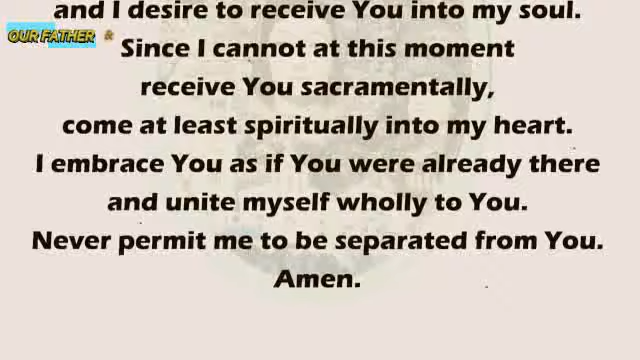 and I desire to receive You into my soul.
OUR FATHER &
Since I cannot at this moment
receive You sacramentally,
come at least spiritually into my heart.
I embrace You as if You were already there
and unite myself wholly to You.
Never permit me to be separated from You.
Amen.